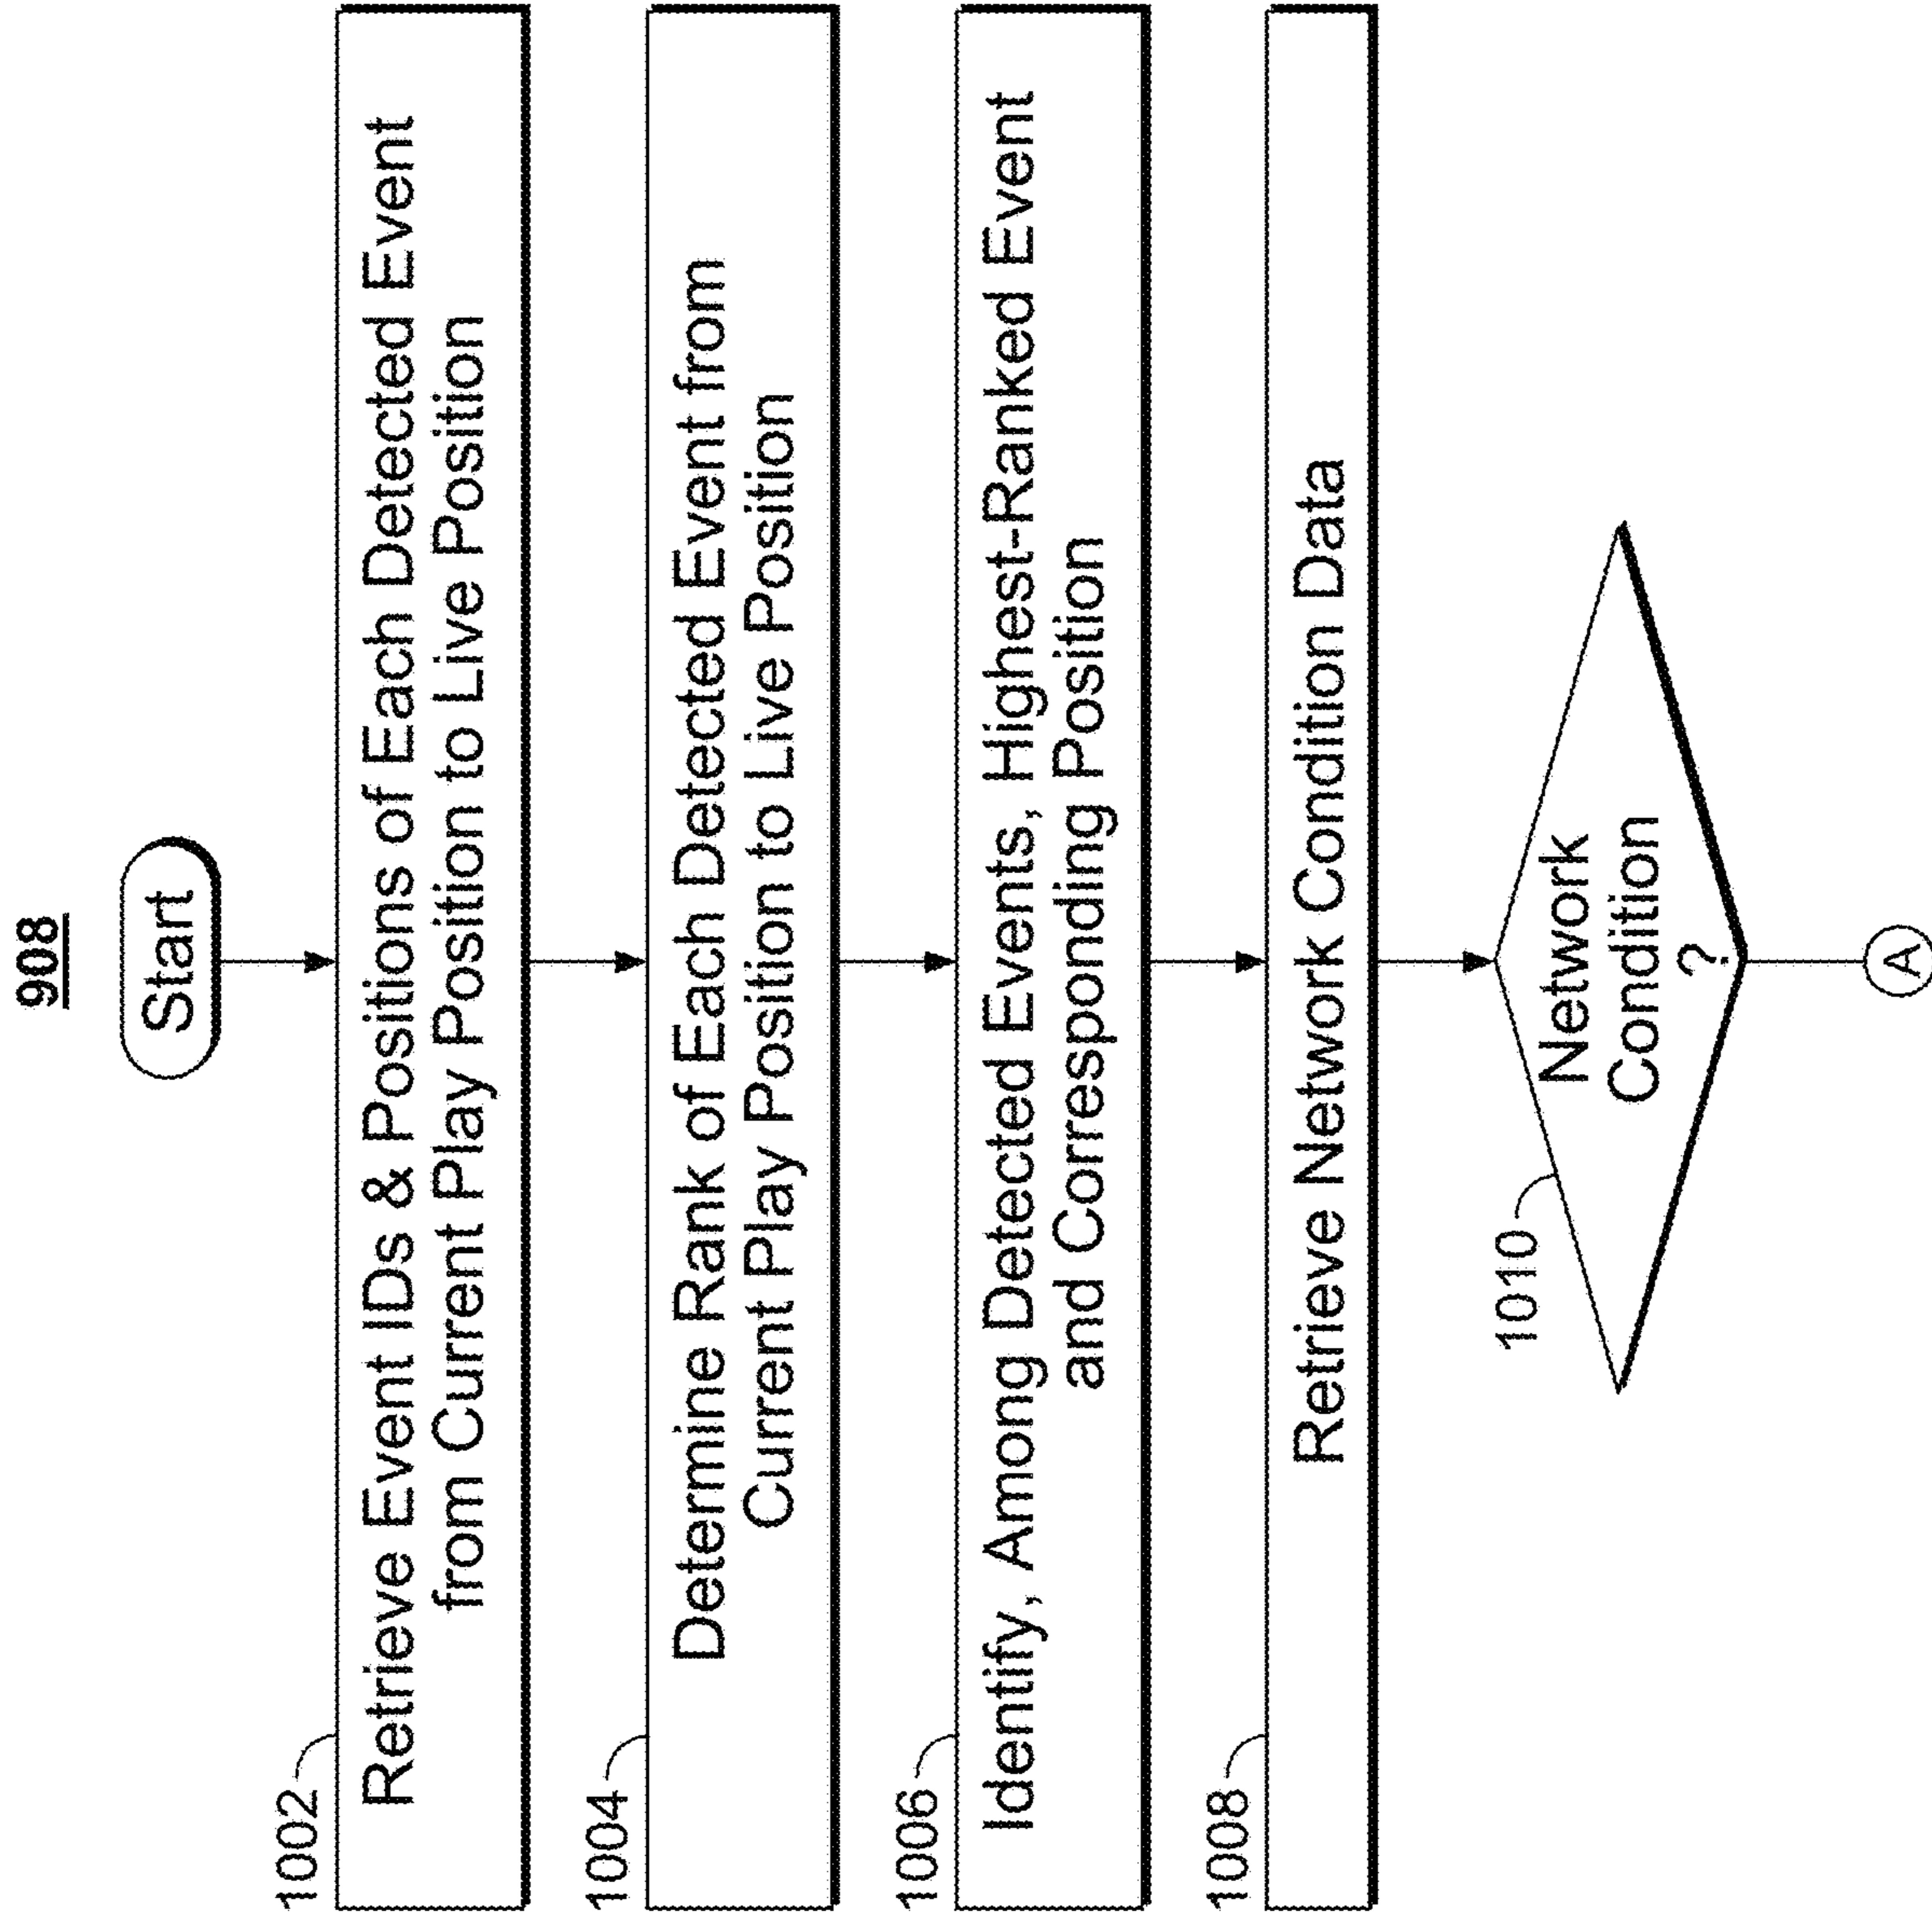 908
Start
1002
Retrieve Event IDs & Positions of Each Detected Event
from Current Play Position to Live Position
1004
Determine Rank of Each Detected Event from
Current Play Position to Live Position
1006
Identify, Among Detected Events, Highest-Ranked Event
and Corresponding Position
1008
Retrieve Network Condition Data
1010
Network
Condition
?
A